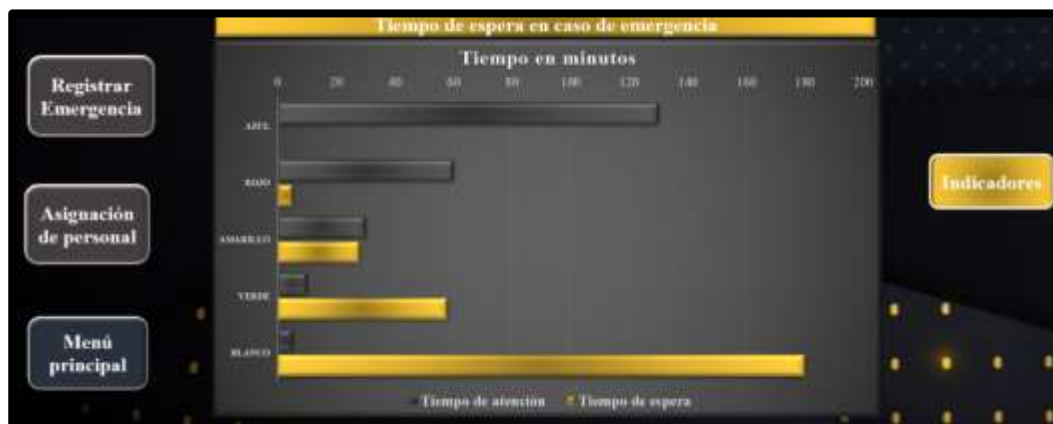 Tiempo de espera en caso de emergencia
Tiempo en minutos
0 20 40 60 80 100 120 140 160 180 200
Registrar
Emergencia
AZUL
ROJO
Indicadores
Asignación
de personal
AMARILLO
VERDE
Menú
principal
BLANCO
Tiempo de atención Tiempo de espera